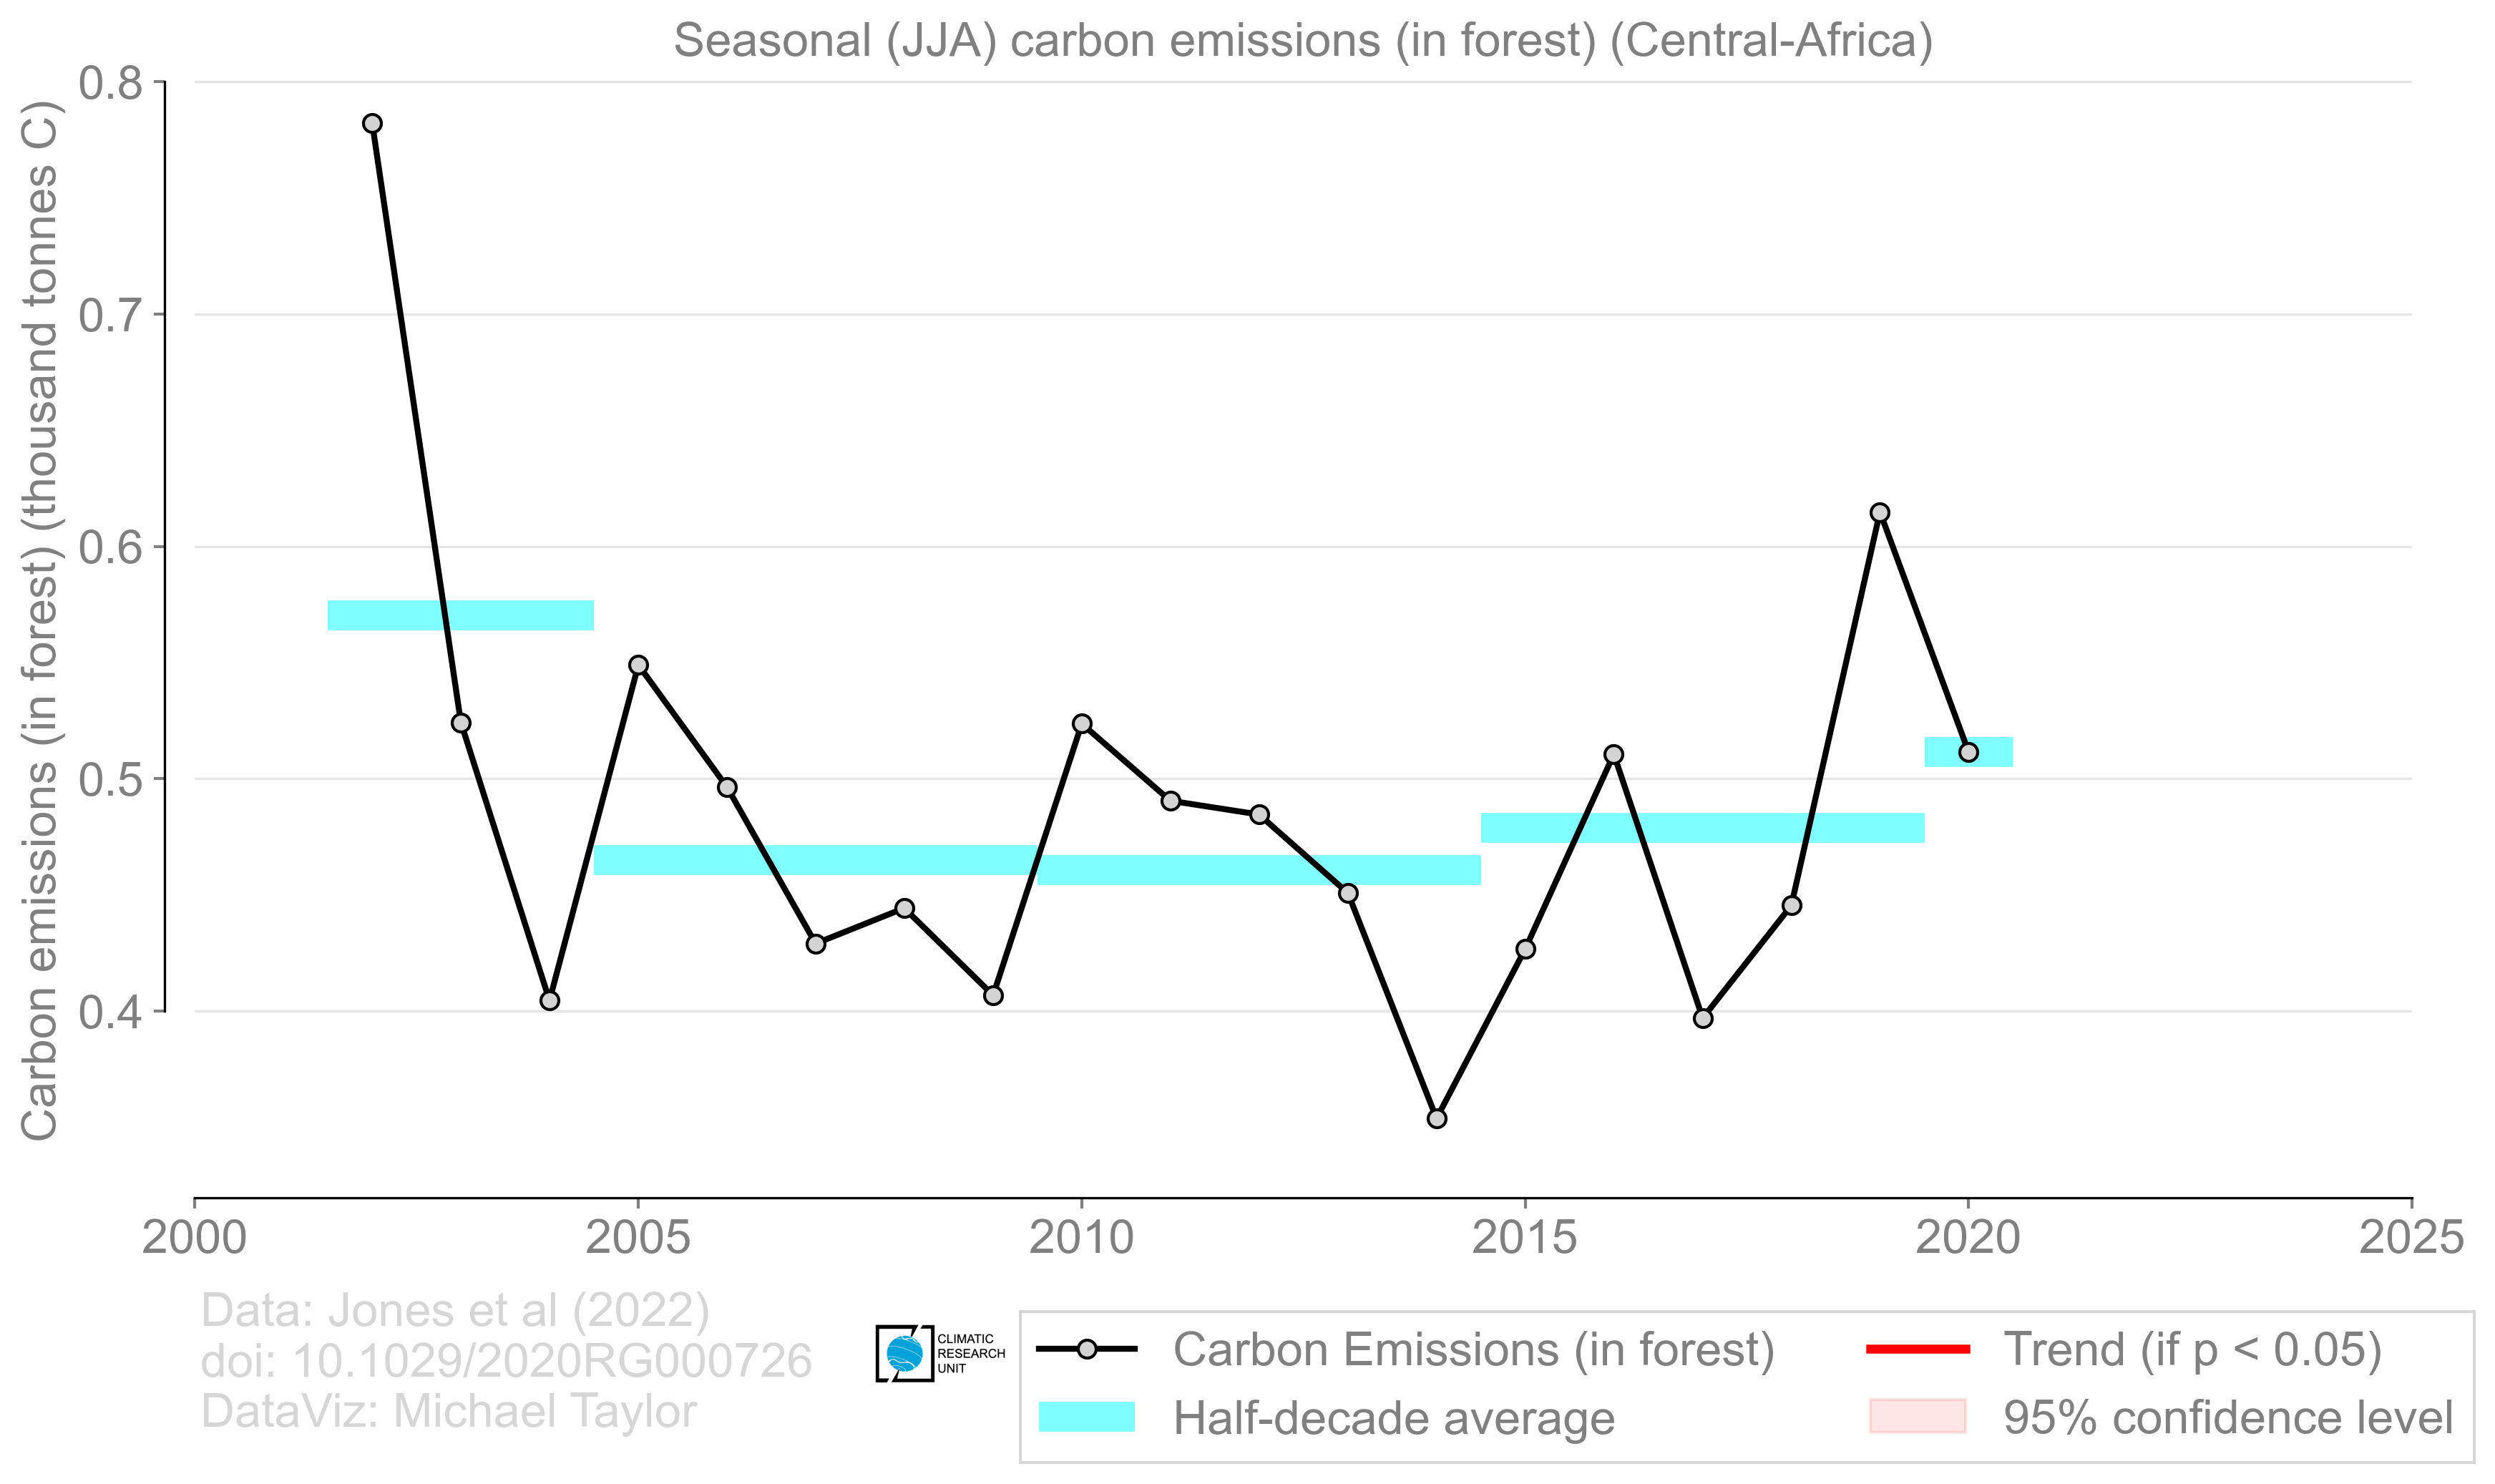 Seasonal (JJA) carbon emissions (in forest) (Central-Africa)
Carbon emissions (in forest) (thousand tonnes C)
0.8
0.7
0.6
0.5
0.4
2000
2005
2010
2015
2020
2025
Data: Jones et al (2022)
doi: 10.1029/2020RG000726
DataViz: Michael Taylor
CLIMATIC
RESEARCH
UNIT
Carbon Emissions (in forest)
Half-decade average
Trend (if p < 0.05)
95% confidence level